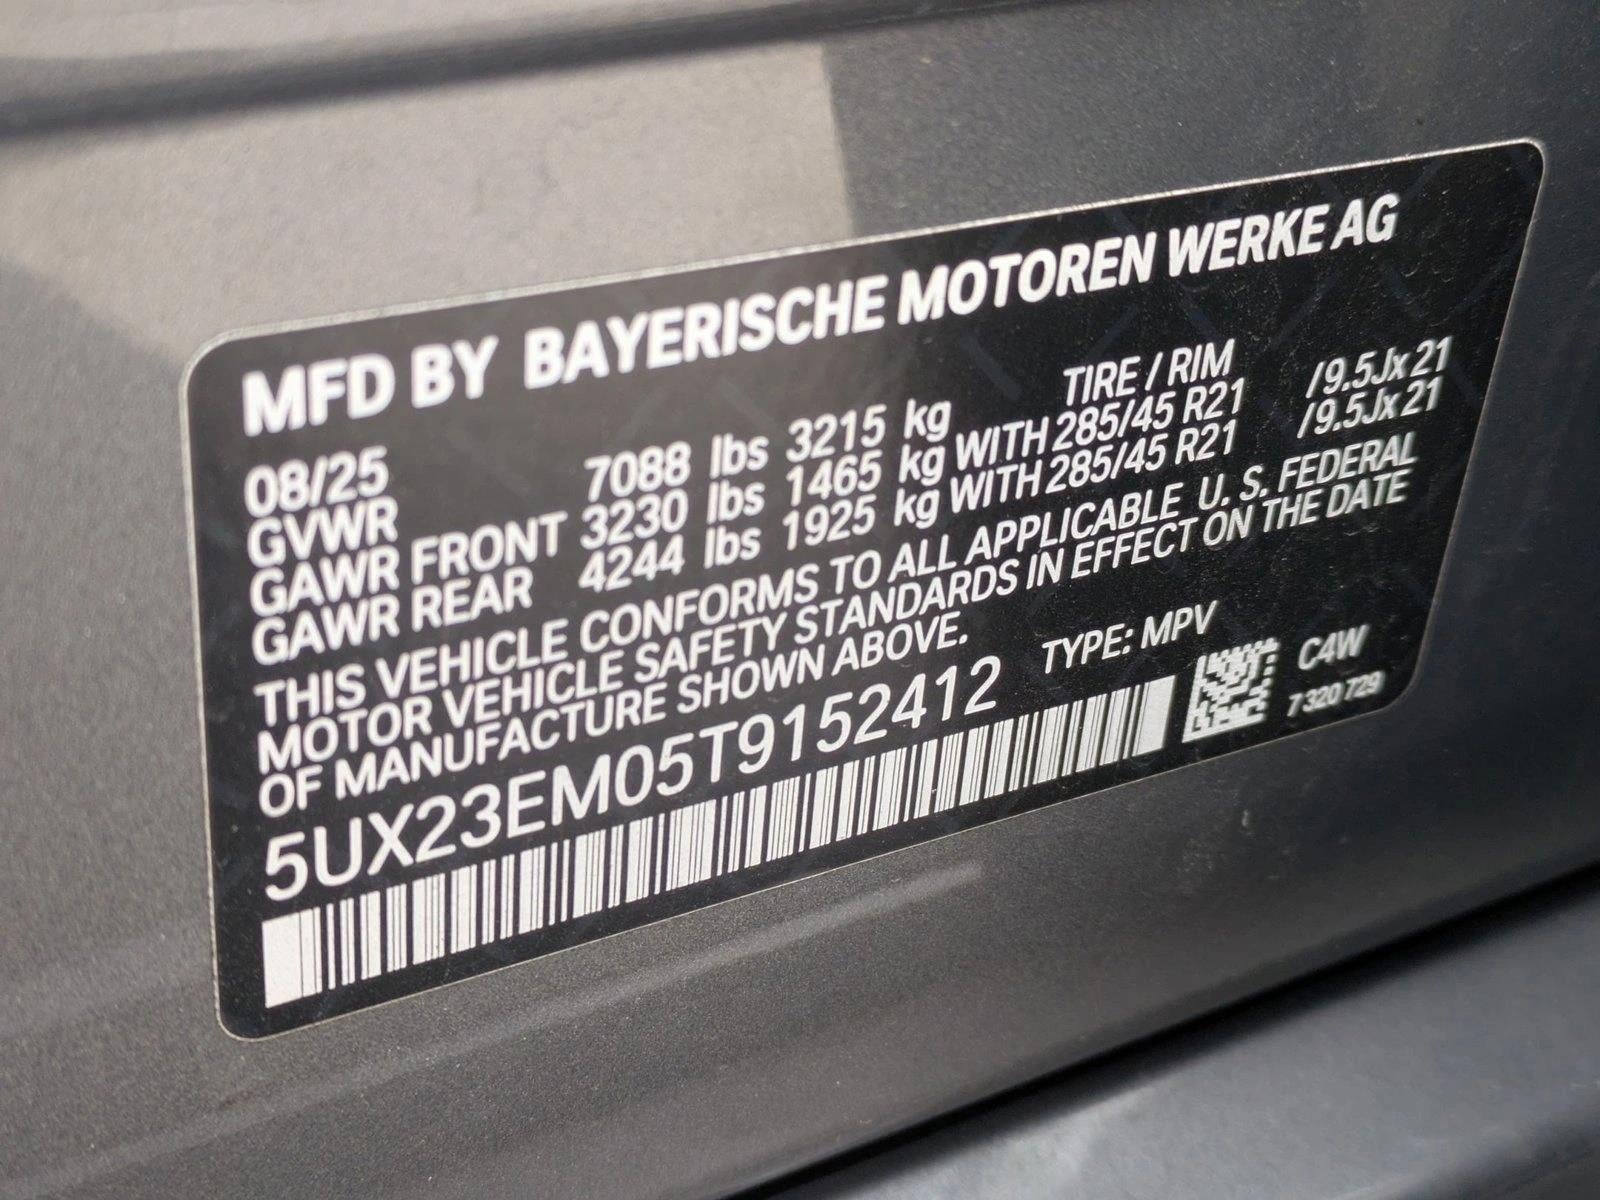 MFD BY BAYERISCHE MOTOREN WERKE AG
08/25 TIRE / RIM
GVWR 7088 lbs 3215 kg
GAWR FRONT 3230 lbs 1465 kg WITH 285/45 R21 /9.5Jx21
GAWR REAR 4244 lbs 1925 kg WITH 285/45 R21 /9.5Jx21
THIS VEHICLE CONFORMS TO ALL APPLICABLE U. S. FEDERAL
MOTOR VEHICLE SAFETY STANDARDS IN EFFECT ON THE DATE
OF MANUFACTURE SHOWN ABOVE.
5UX23EM05T9152412 TYPE: MPV
C4W
7 320 729